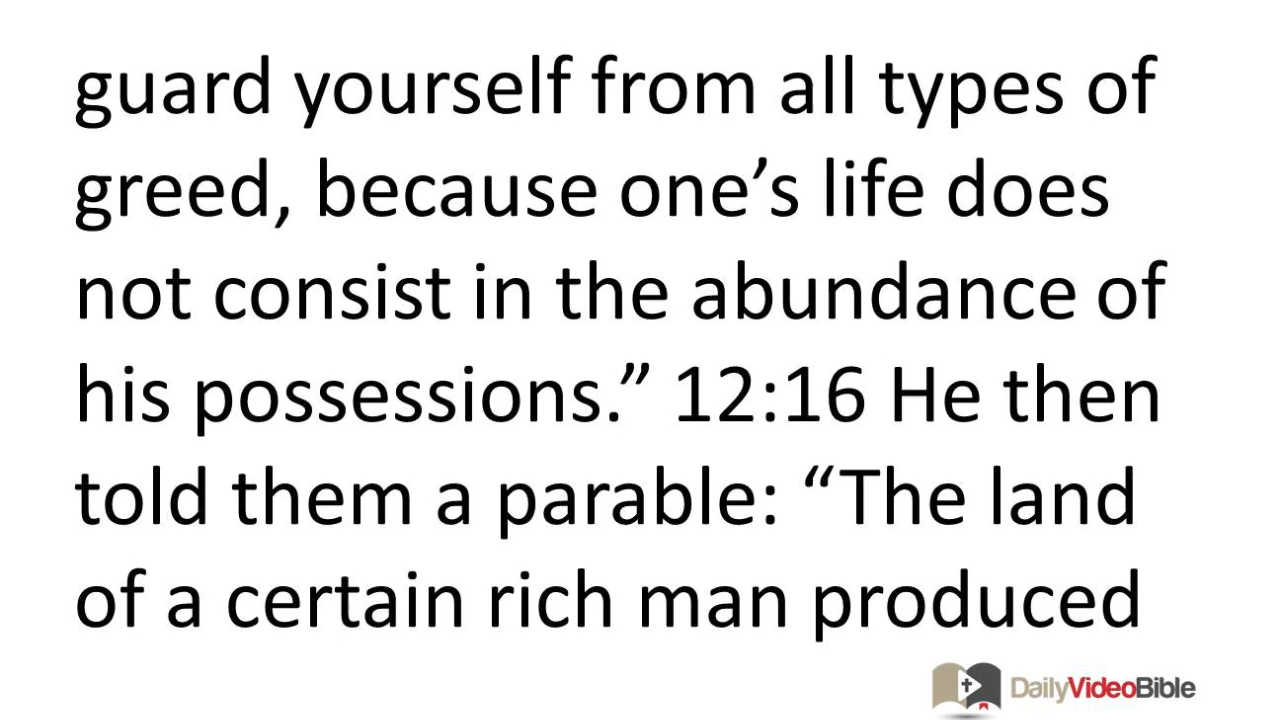 guard yourself from all types of
greed, because one’s life does
not consist in the abundance of
his possessions.” 12:16 He then
told them a parable: “The land
of a certain rich man produced
DailyVideoBible